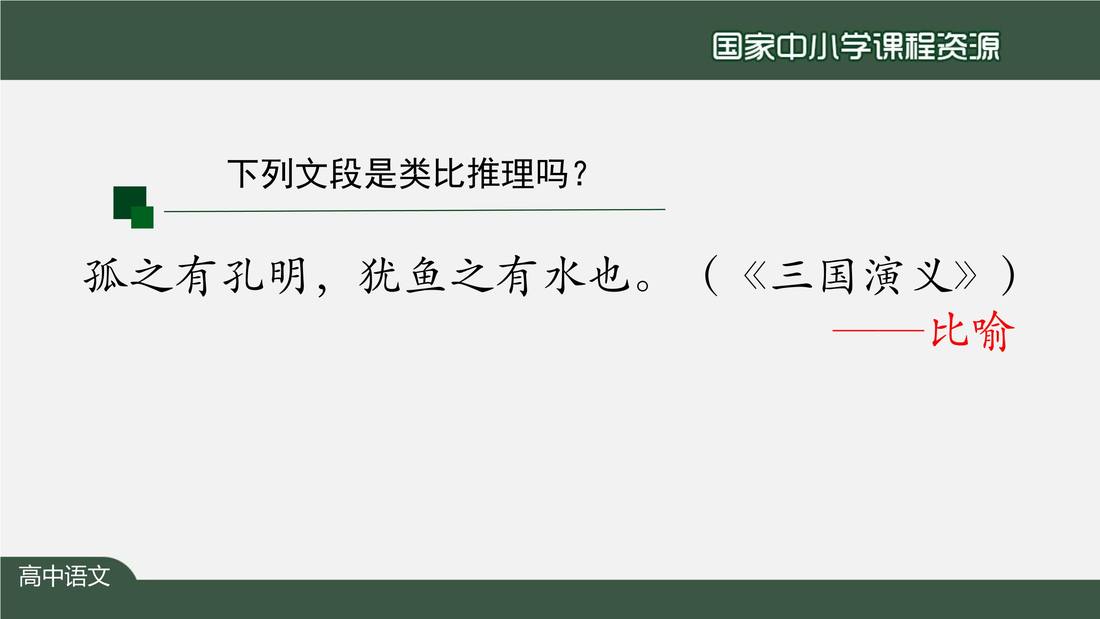 国家中小学课程资源
下列文段是类比推理吗？
孤之有孔明，犹鱼之有水也。（《三国演义》）
——比喻
高中语文